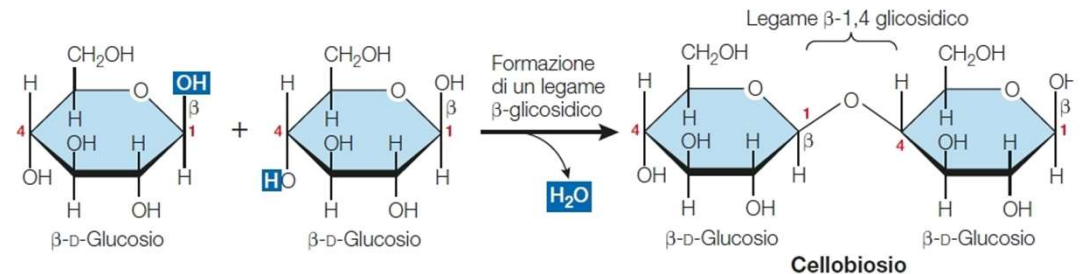 Legame β-1,4 glicosidico
CH₂OH
H
O
OH
β
4
H
OH
H
1
OH
H
H
OH
β-D-Glucosio
+
CH₂OH
H
O
OH
β
4
H
OH
H
1
HO
H
H
OH
β-D-Glucosio
Formazione
di un legame
β-glicosidico
H₂O
CH₂OH
H
O
4
H
OH
H
1
β
OH
H
H
OH
β-D-Glucosio
O
CH₂OH
H
O
OH
β
4
H
OH
H
1
H
H
OH
β-D-Glucosio
Cellobiosio